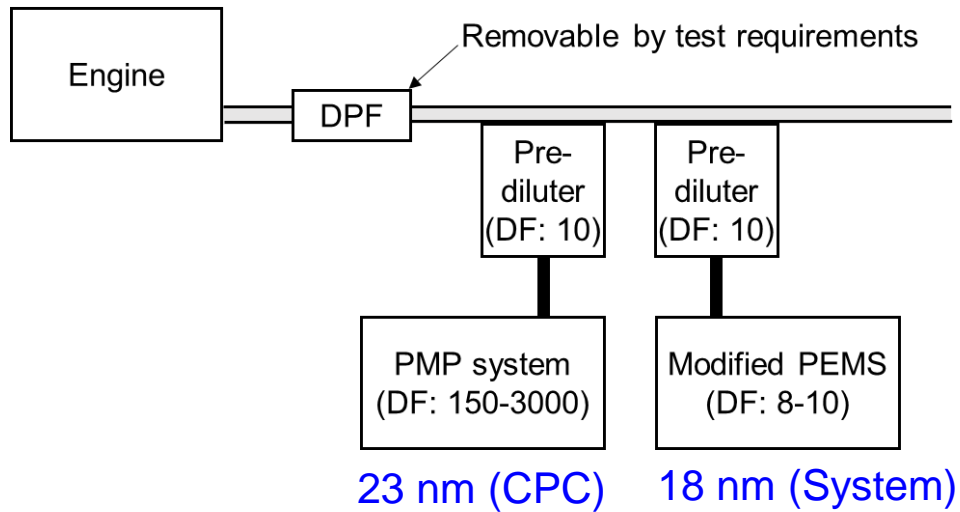 Removable by test requirements
Engine
DPF
Pre-
diluter
(DF: 10)
Pre-
diluter
(DF: 10)
PMP system
(DF: 150-3000)
Modified PEMS
(DF: 8-10)
23 nm (CPC)
18 nm (System)